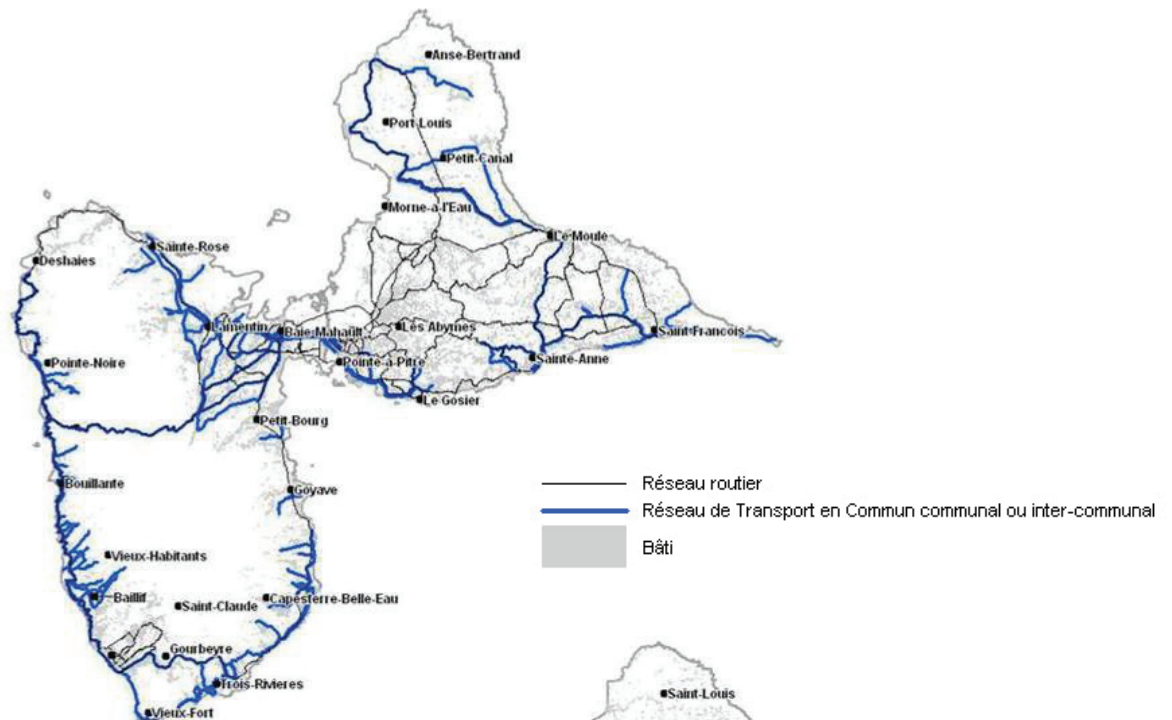 Anse-Bertrand
Port-Louis
Petit-Canal
Morne-a-l'Eau
Le Moule
Sainte-Rose
Deshaies
Lamentin
Baie-Mahault
Les Abymes
Saint-Francois
Pointe-Noire
Pointe-a-Pitre
Sainte-Anne
Le Gosier
Petit-Bourg
Bouillante
Goyave
Réseau routier
Réseau de Transport en Commun communal ou inter-communal
Bâti
Vieux-Habitants
Baillif
Saint-Claude
Capesterre-Belle-Eau
Gourbeyre
Trois-Rivieres
Saint-Louis
Vieux-Fort